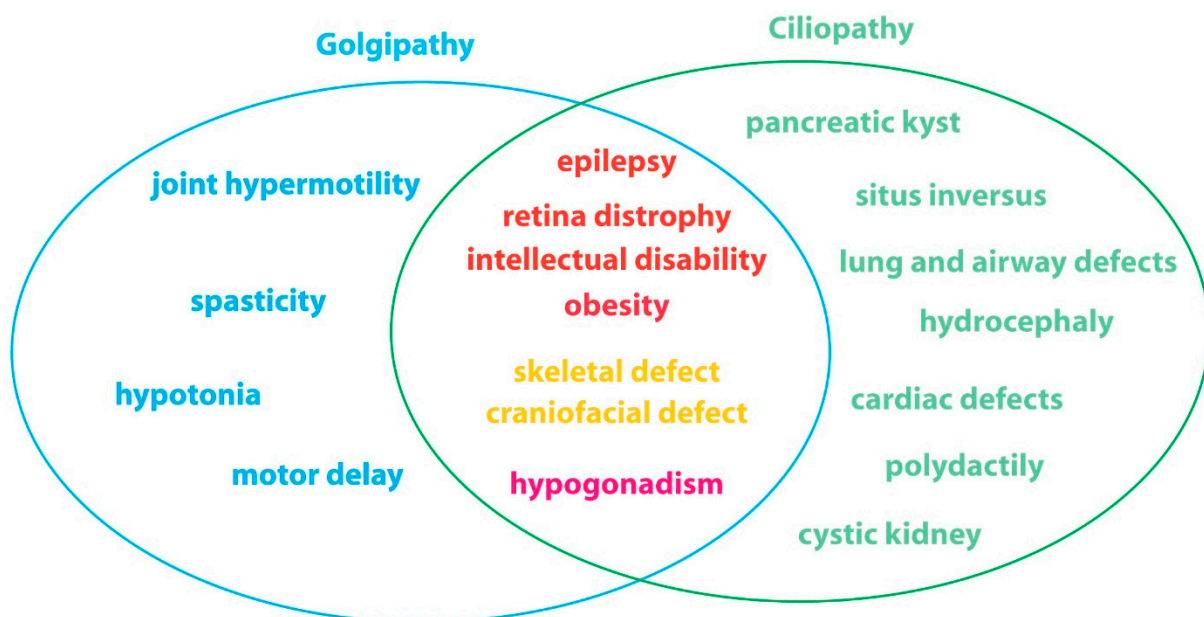 Golgipathy
joint hypermotility
spasticity
hypotonia
motor delay
epilepsy
retina distrophy
intellectual disability
obesity
skeletal defect
craniofacial defect
hypogonadism
Ciliopathy
pancreatic kyst
situs inversus
lung and airway defects
hydrocephaly
cardiac defects
polydactily
cystic kidney